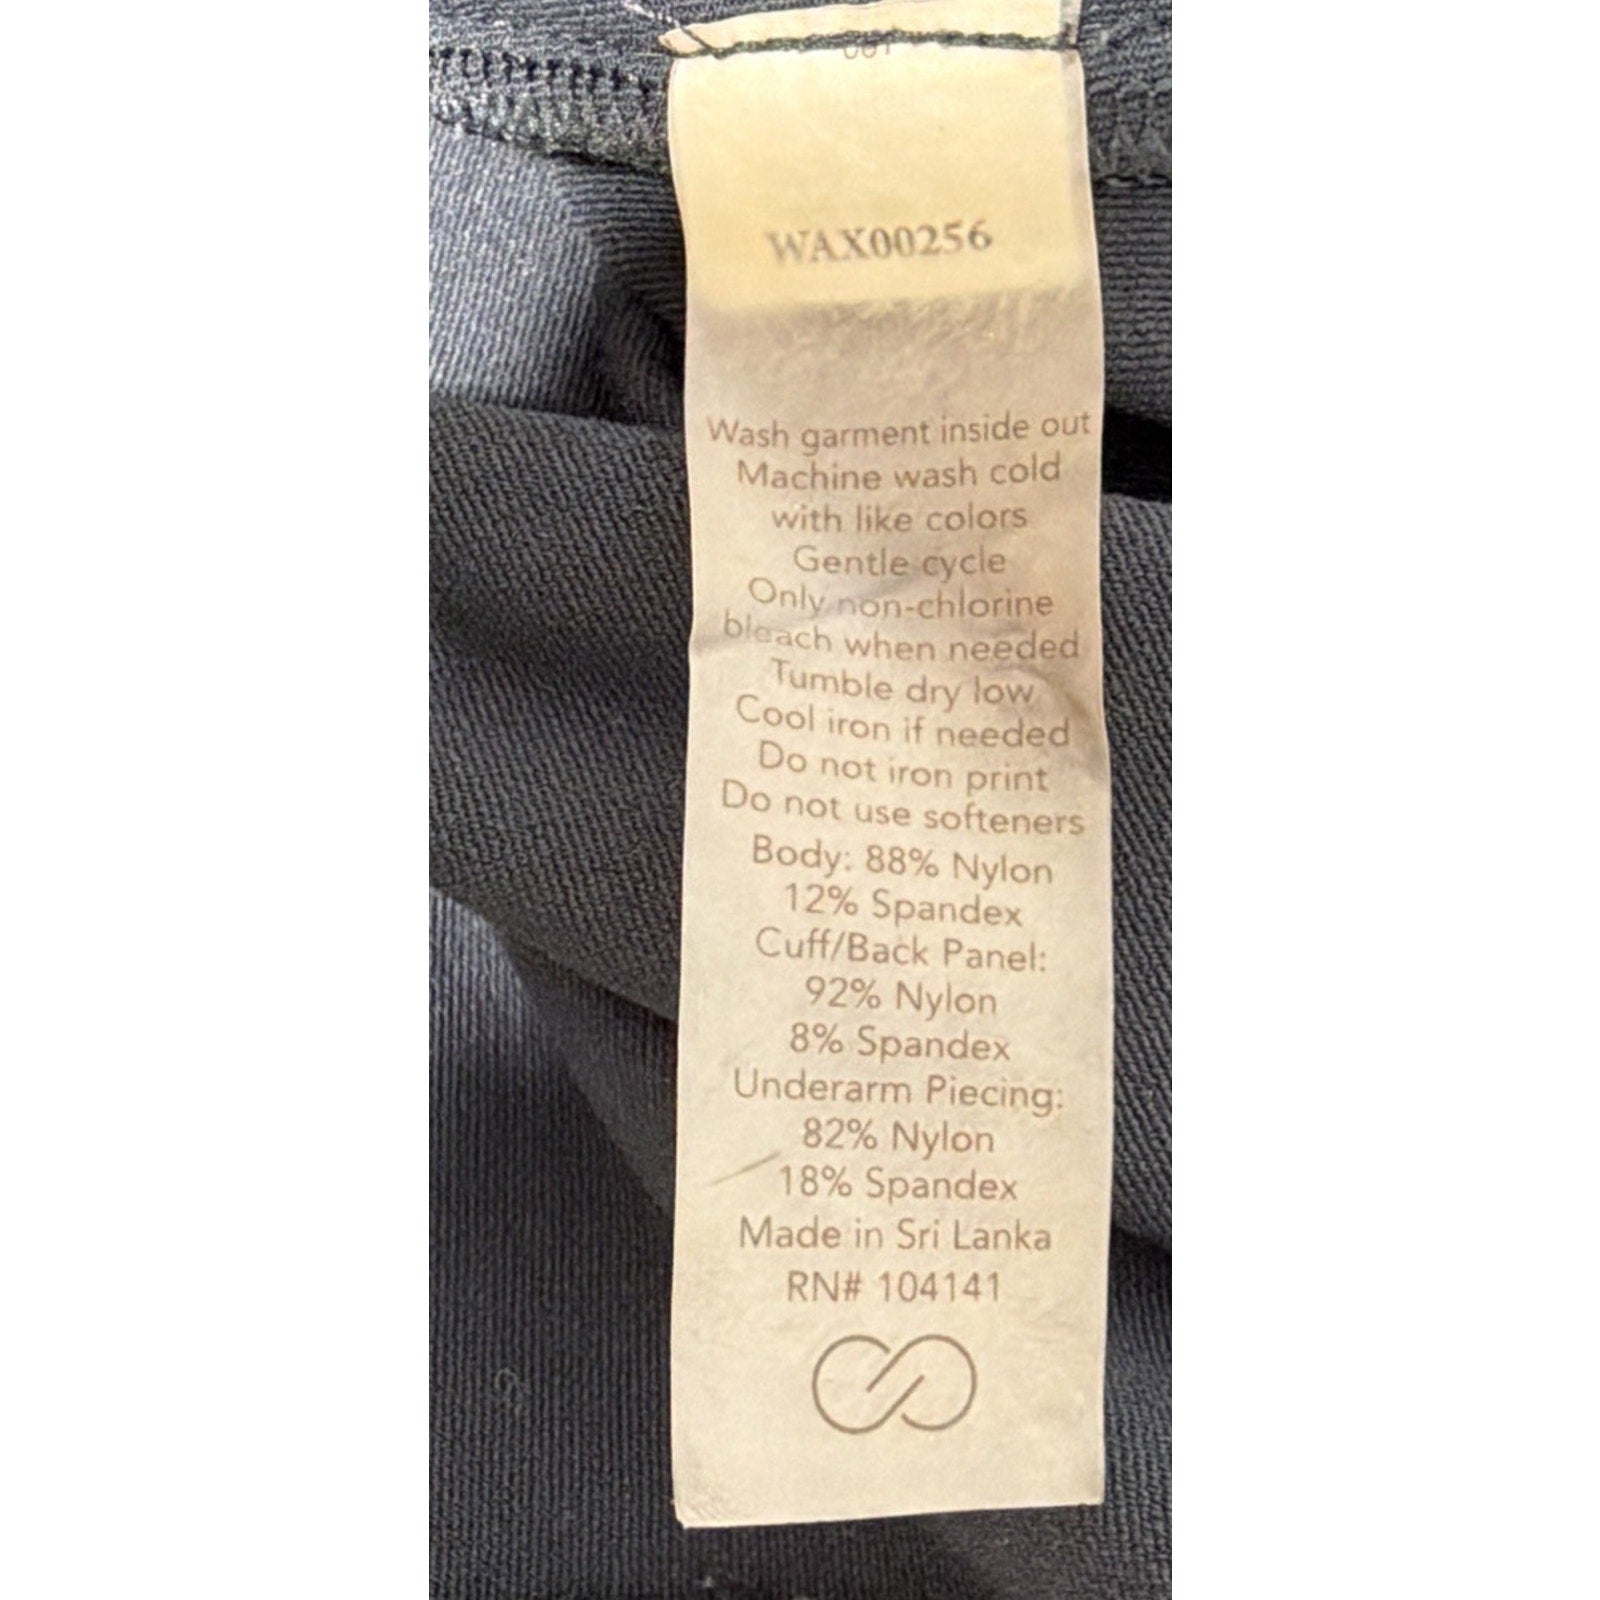 WAX00256
Wash garment inside out
Machine wash cold
with like colors
Gentle cycle
Only non-chlorine
bleach when needed
Tumble dry low
Cool iron if needed
Do not iron print
Do not use softeners
Body: 88% Nylon
12% Spandex
Cuff/Back Panel:
92% Nylon
8% Spandex
Underarm Piecing:
82% Nylon
18% Spandex
Made in Sri Lanka
RN# 104141